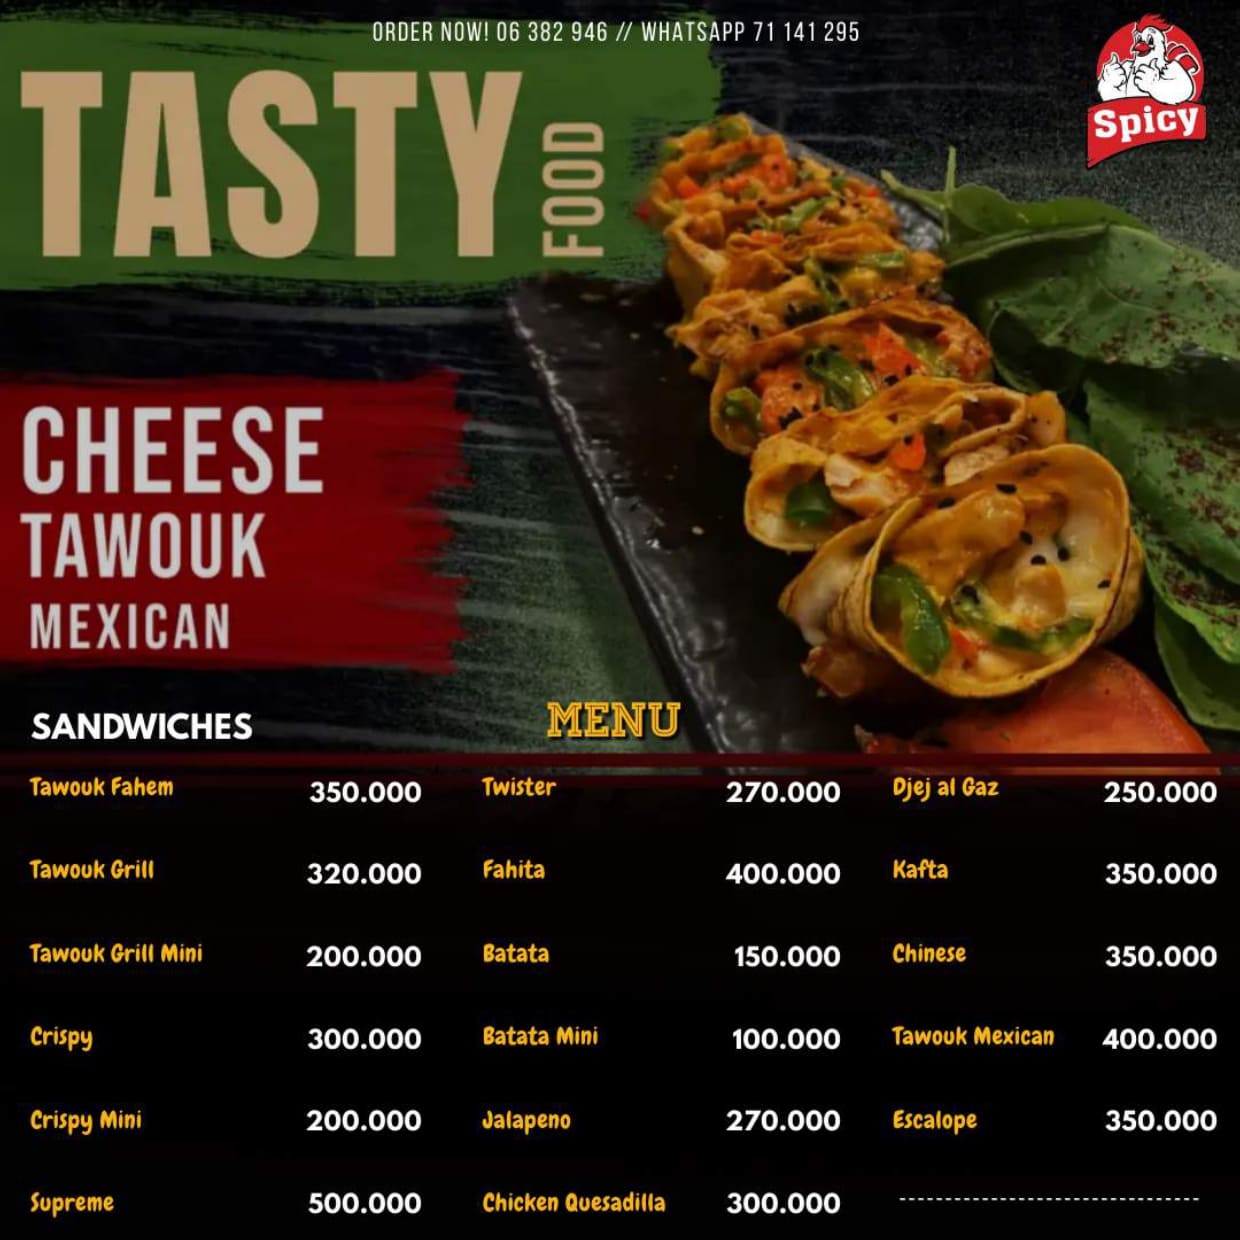 ORDER NOW! 06 382 946 // WHATSAPP 71 141 295
Spicy
TASTY
FOOD
CHEESE
TAWOUK
MEXICAN
SANDWICHES
MENU
Tawouk Fahem 350.000
Tawouk Grill 320.000
Tawouk Grill Mini 200.000
Crispy 300.000
Crispy Mini 200.000
Supreme 500.000
Twister 270.000
Fahita 400.000
Batata 150.000
Batata Mini 100.000
Jalapeno 270.000
Chicken Quesadilla 300.000
Djej al Gaz 250.000
Kafta 350.000
Chinese 350.000
Tawouk Mexican 400.000
Escalope 350.000
---------------------------------